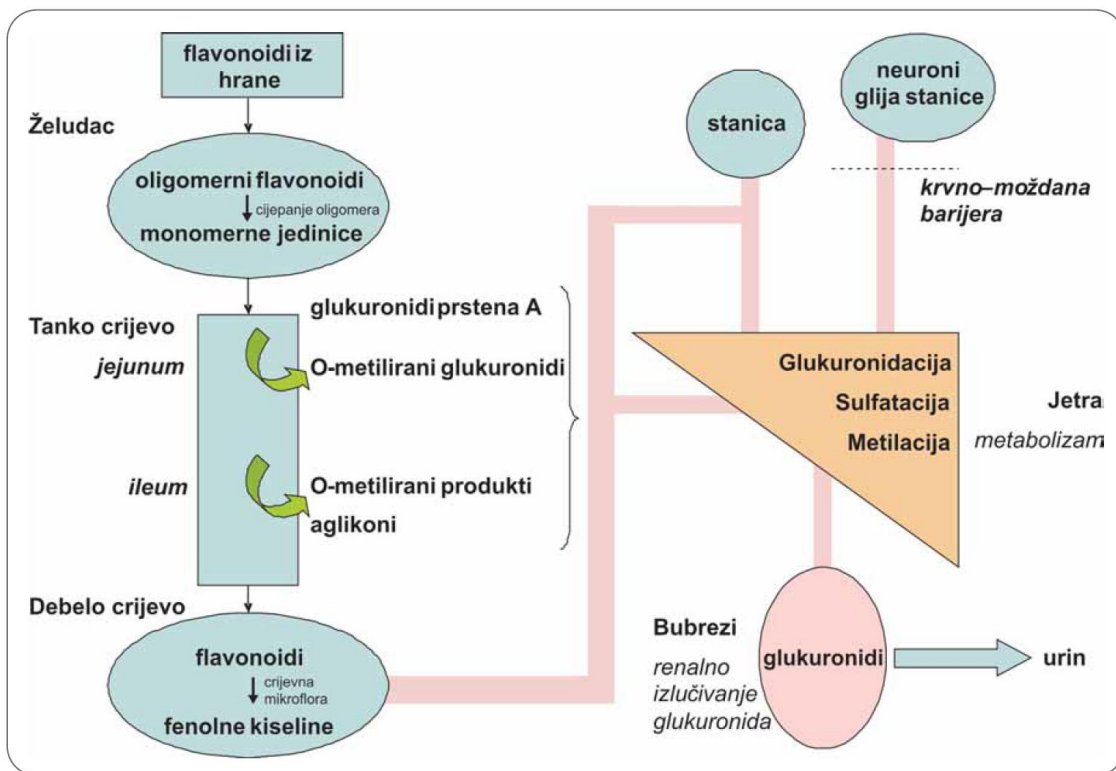 flavonoidi iz
hrane
Želudac
oligomerni flavonoidi
cijepanje oligomera
monomerne jedinice
Tanko crijevo
jejunum
glukuronidi prstena A
O-metilirani glukuronidi
ileum
O-metilirani produkti
aglikoni
Debelo crijevo
flavonoidi
crijevna
mikroflora
fenolne kiseline
stanica
neuroni
glija stanice
krvno–moždana
barijera
Glukuronidacija
Sulfatacija
Metilacija
Jetra
metabolizam
Bubrezi
renalno
izlučivanje
glukuronida
glukuronidi
urin